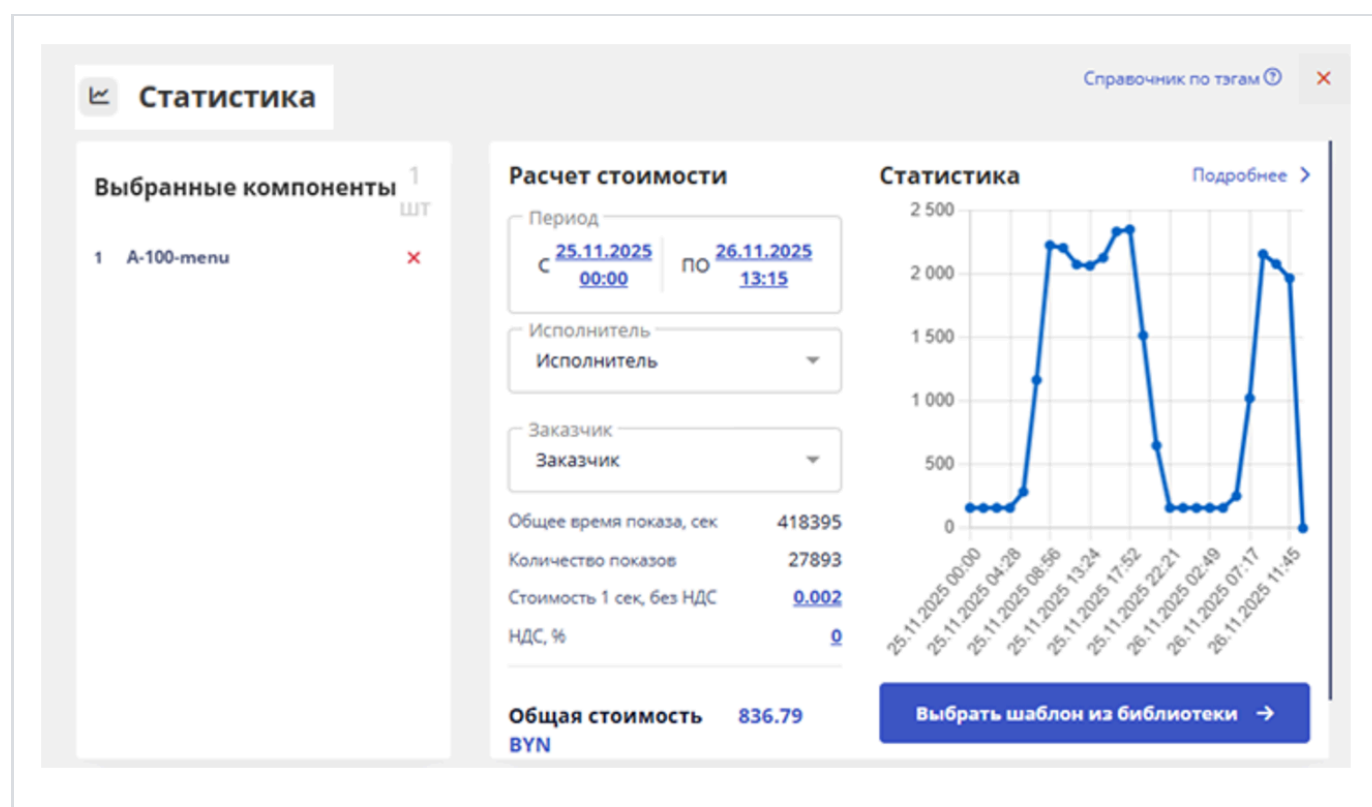 Статистика
Справочник по тэгам
Выбранные компоненты 1
шт
1 A-100-menu
Расчет стоимости
Период
С 25.11.2025 00:00 ПО 26.11.2025 13:15
Исполнитель
Исполнитель
Заказчик
Заказчик
Общее время показа, сек 418395
Количество показов 27893
Стоимость 1 сек, без НДС 0.002
НДС, % 0
Общая стоимость 836.79
BYN
Статистика Подробнее
2 500
2 000
1 500
1 000
500
0
25.11.2025 00:00
25.11.2025 04:28
25.11.2025 08:56
25.11.2025 13:24
25.11.2025 17:52
25.11.2025 22:21
26.11.2025 02:49
26.11.2025 07:17
26.11.2025 11:45
Выбрать шаблон из библиотеки